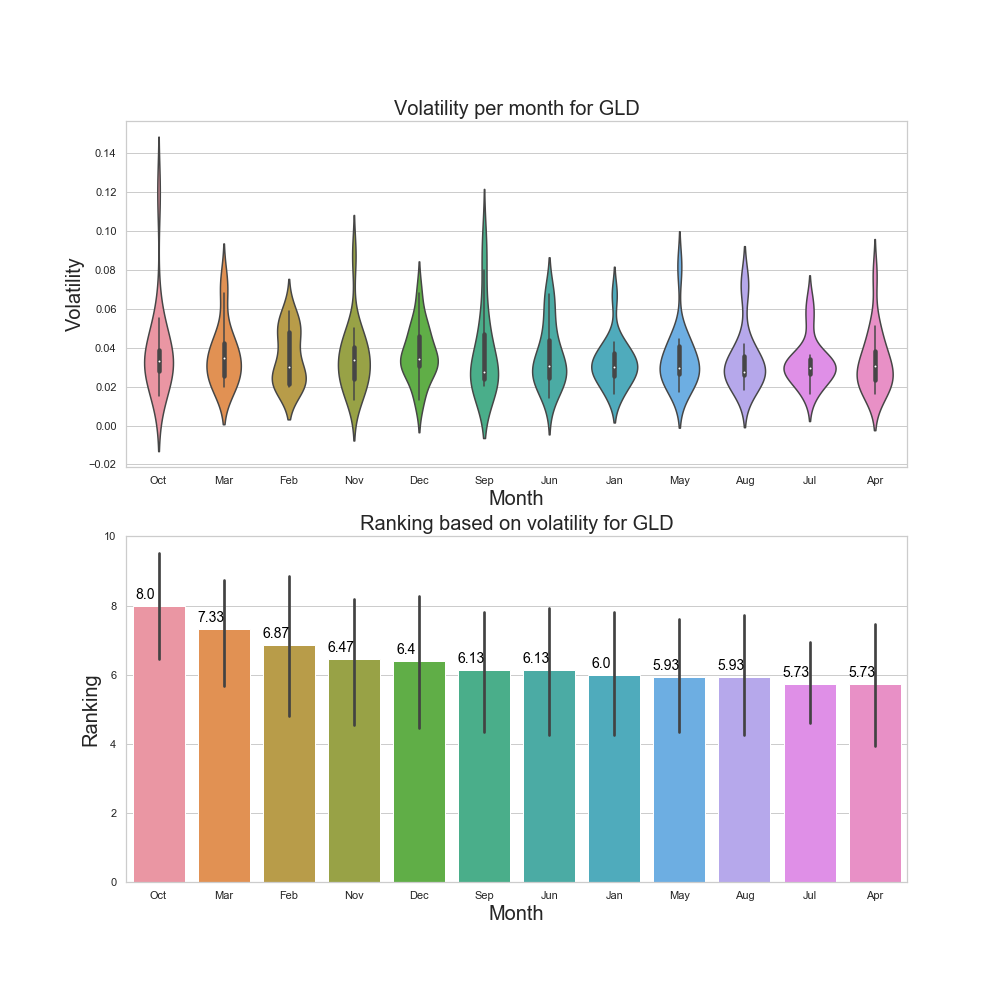 Volatility per month for GLD
Volatility
0.14
0.12
0.10
0.08
0.06
0.04
0.02
0.00
−0.02
Oct Mar Feb Nov Dec Sep Jun Jan May Aug Jul Apr
Month
Ranking based on volatility for GLD
Ranking
10
8
6
4
2
0
8.0 7.33 6.87 6.47 6.4 6.13 6.13 6.0 5.93 5.93 5.73 5.73
Oct Mar Feb Nov Dec Sep Jun Jan May Aug Jul Apr
Month